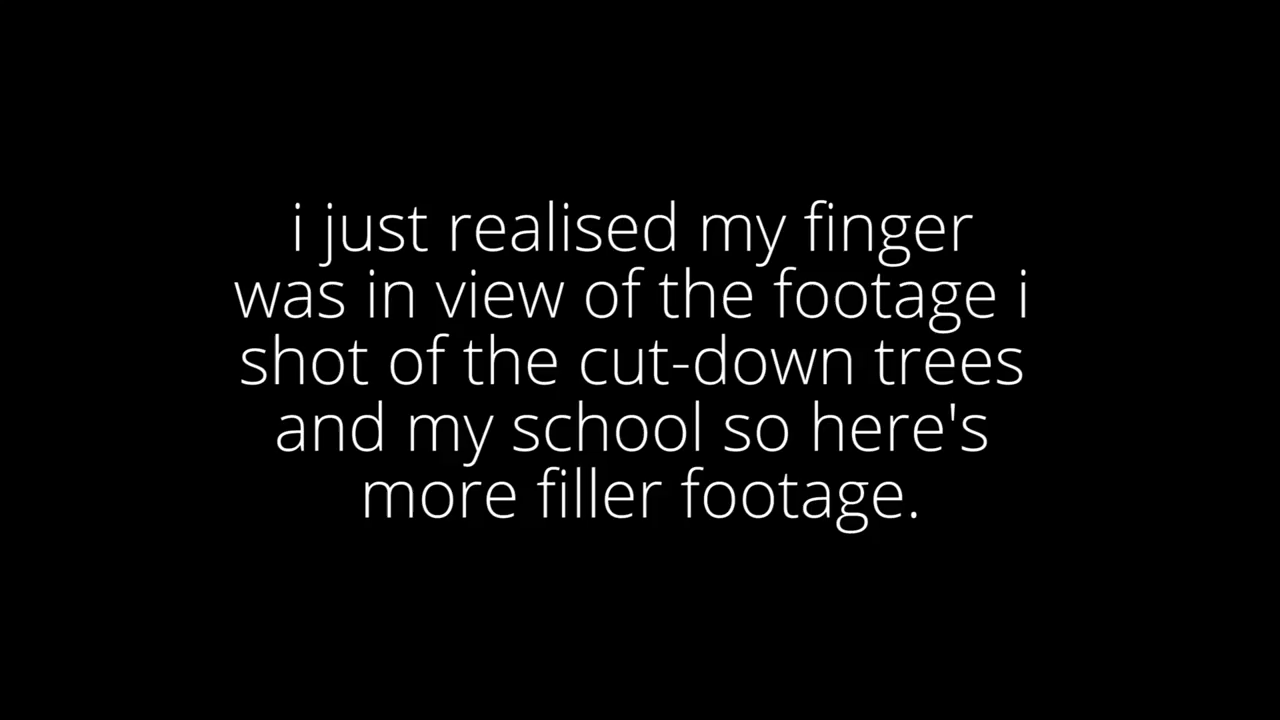 i just realised my finger
was in view of the footage i
shot of the cut-down trees
and my school so here's
more filler footage.